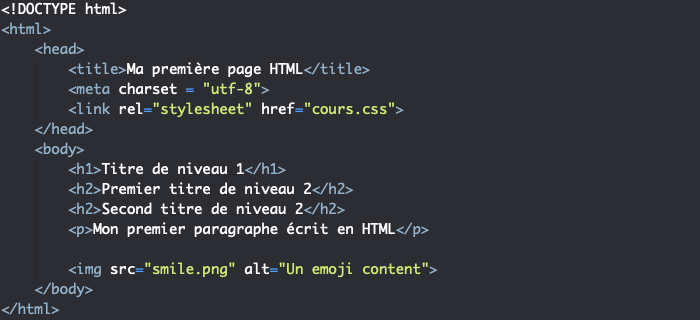 <!DOCTYPE html>
<html>
<head>
<title>Ma première page HTML</title>
<meta charset = "utf-8">
<link rel="stylesheet" href="cours.css">
</head>
<body>
<h1>Titre de niveau 1</h1>
<h2>Premier titre de niveau 2</h2>
<h2>Second titre de niveau 2</h2>
<p>Mon premier paragraphe écrit en HTML</p>
<img src="smile.png" alt="Un emoji content">
</body>
</html>